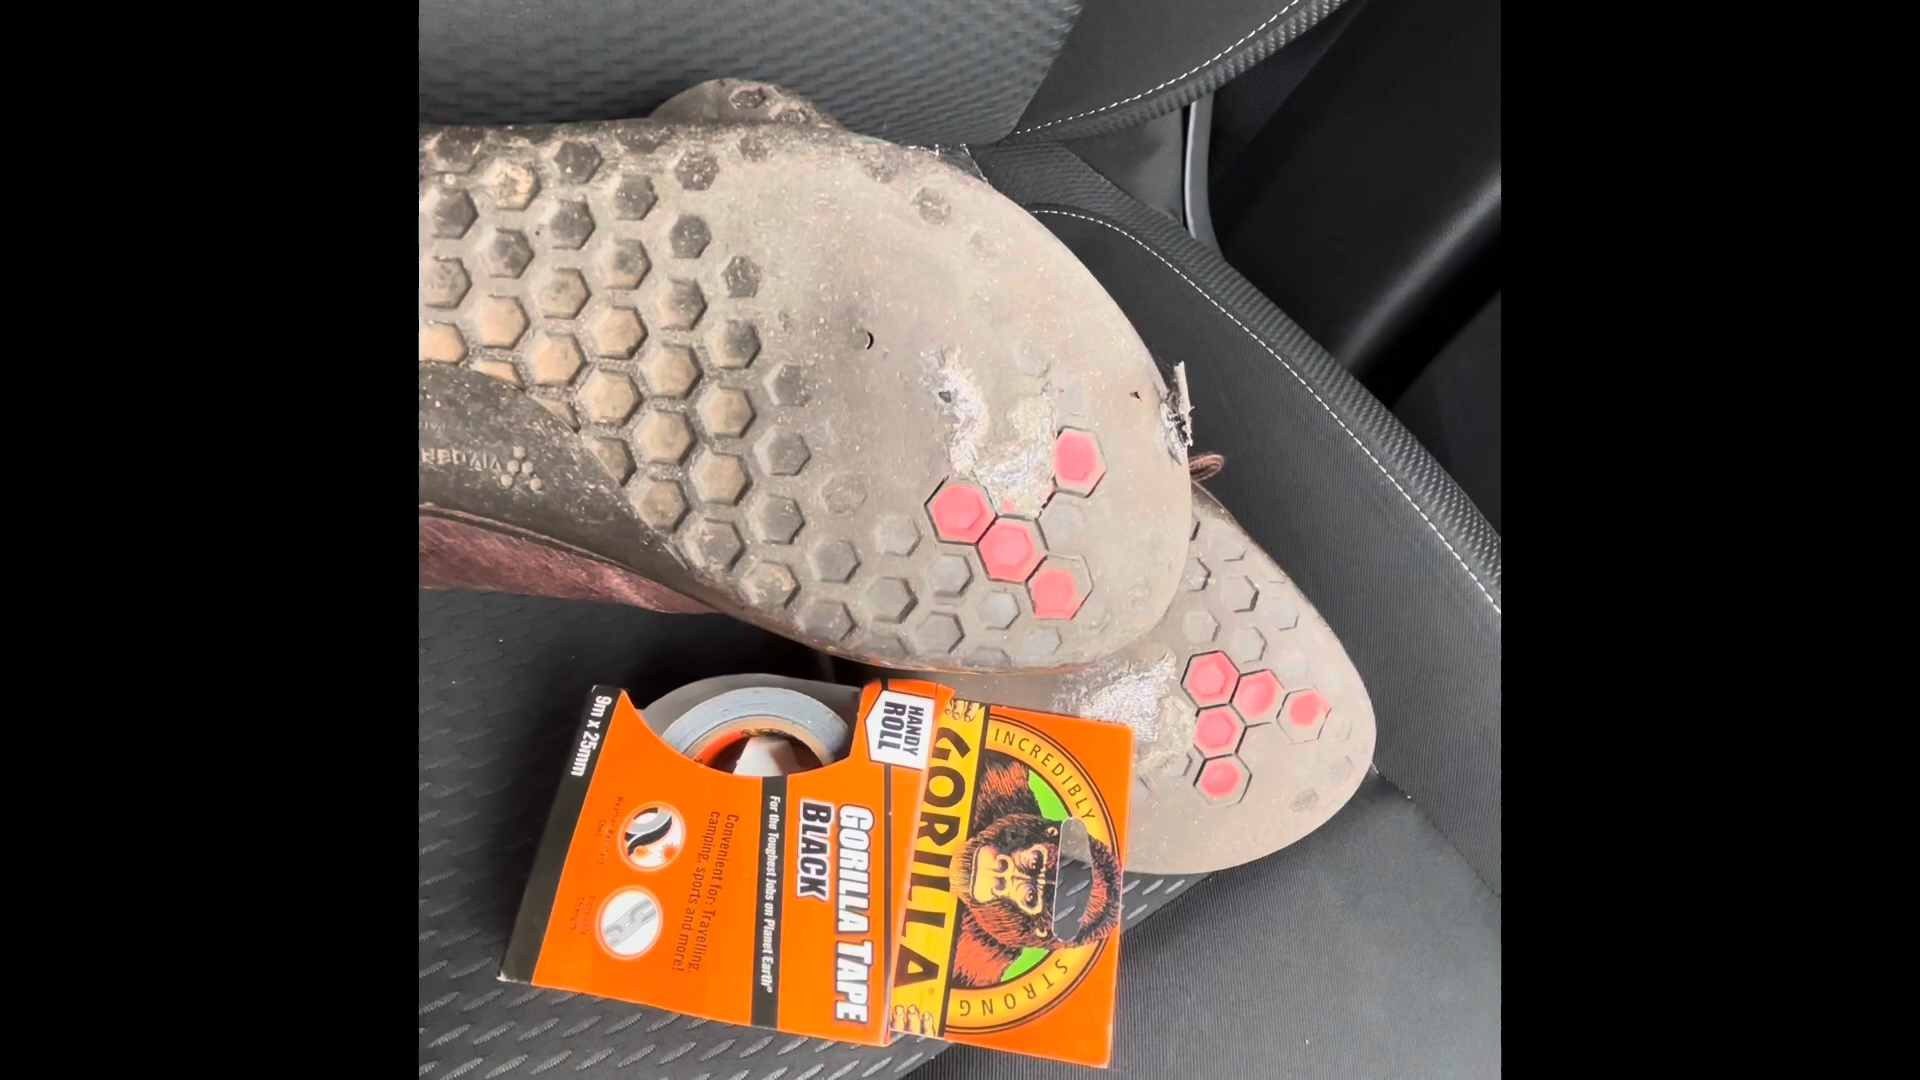 9m x 25mm
HANDY
ROLL
GORILLA TAPE
BLACK
For the Toughest Jobs on Planet Earth®
Convenient for: Travelling,
camping, sports and more!
INCREDIBLY
GORILLA
STRONG